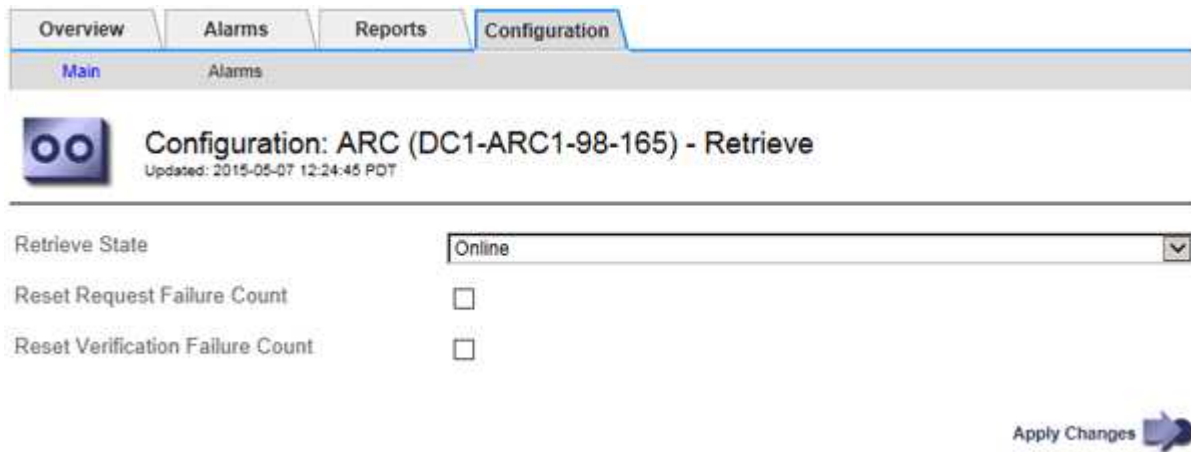 Overview Alarms Reports Configuration
Main Alarms
Configuration: ARC (DC1-ARC1-98-165) - Retrieve
Updated: 2015-05-07 12:24:45 PDT
Retrieve State Online
Reset Request Failure Count
Reset Verification Failure Count
Apply Changes